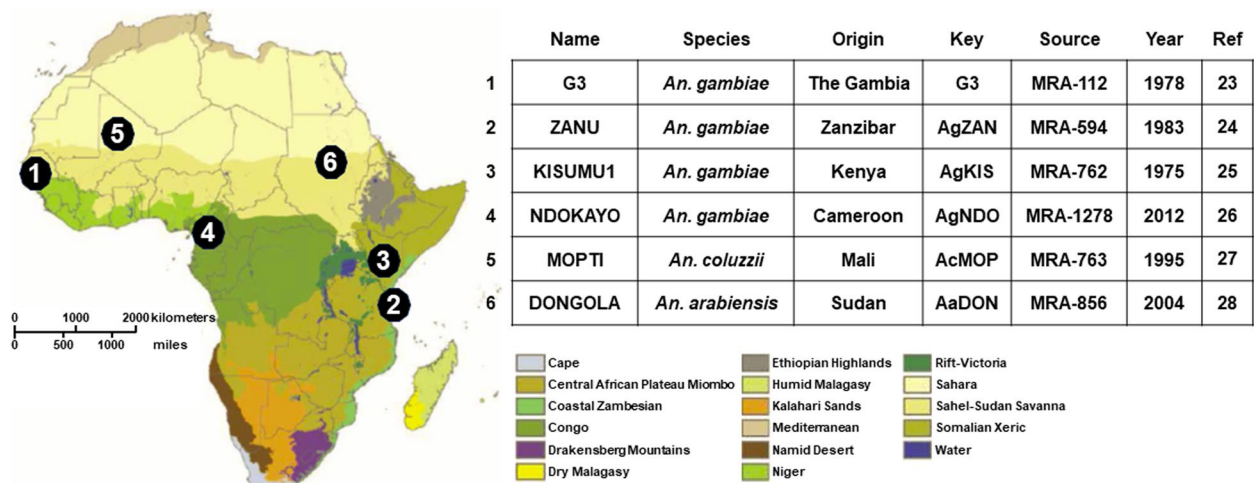 Name Species Origin Key Source Year Ref
1 G3 An. gambiae The Gambia G3 MRA-112 1978 23
2 ZANU An. gambiae Zanzibar AgZAN MRA-594 1983 24
3 KISUMU1 An. gambiae Kenya AgKIS MRA-762 1975 25
4 NDOKAYO An. gambiae Cameroon AgNDO MRA-1278 2012 26
5 MOPTI An. coluzzii Mali AcMOP MRA-763 1995 27
6 DONGOLA An. arabiensis Sudan AaDON MRA-856 2004 28
5
6
1
4
3
2
0 1000 2000 kilometers
0 500 1000 miles
Cape
Central African Plateau Miombo
Coastal Zambesian
Congo
Drakensberg Mountains
Dry Malagasy
Ethiopian Highlands
Humid Malagasy
Kalahari Sands
Mediterranean
Namid Desert
Niger
Rift-Victoria
Sahara
Sahel-Sudan Savanna
Somalian Xeric
Water